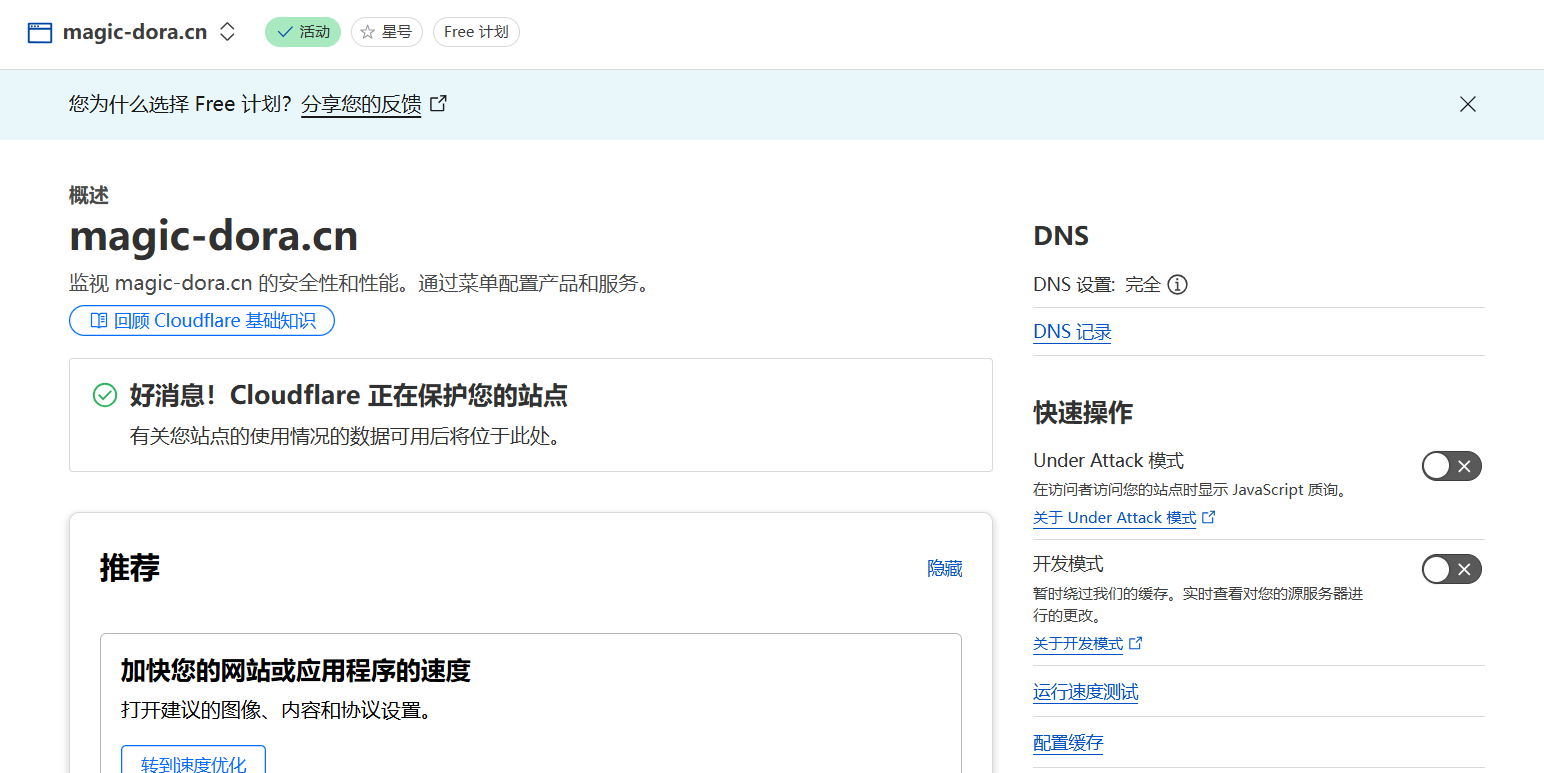 magic-dora.cn 活动 星号 Free 计划
您为什么选择 Free 计划？分享您的反馈
概述
magic-dora.cn
监视 magic-dora.cn 的安全性和性能。通过菜单配置产品和服务。
回顾 Cloudflare 基础知识
好消息！Cloudflare 正在保护您的站点
有关您站点的使用情况的数据可用后将位于此处。
推荐
隐藏
加快您的网站或应用程序的速度
打开建议的图像、内容和协议设置。
转到速度优化
DNS
DNS 设置: 完全
DNS 记录
快速操作
Under Attack 模式
在访问者访问您的站点时显示 JavaScript 质询。
关于 Under Attack 模式
开发模式
暂时绕过我们的缓存。实时查看对您的源服务器进
行的更改。
关于开发模式
运行速度测试
配置缓存